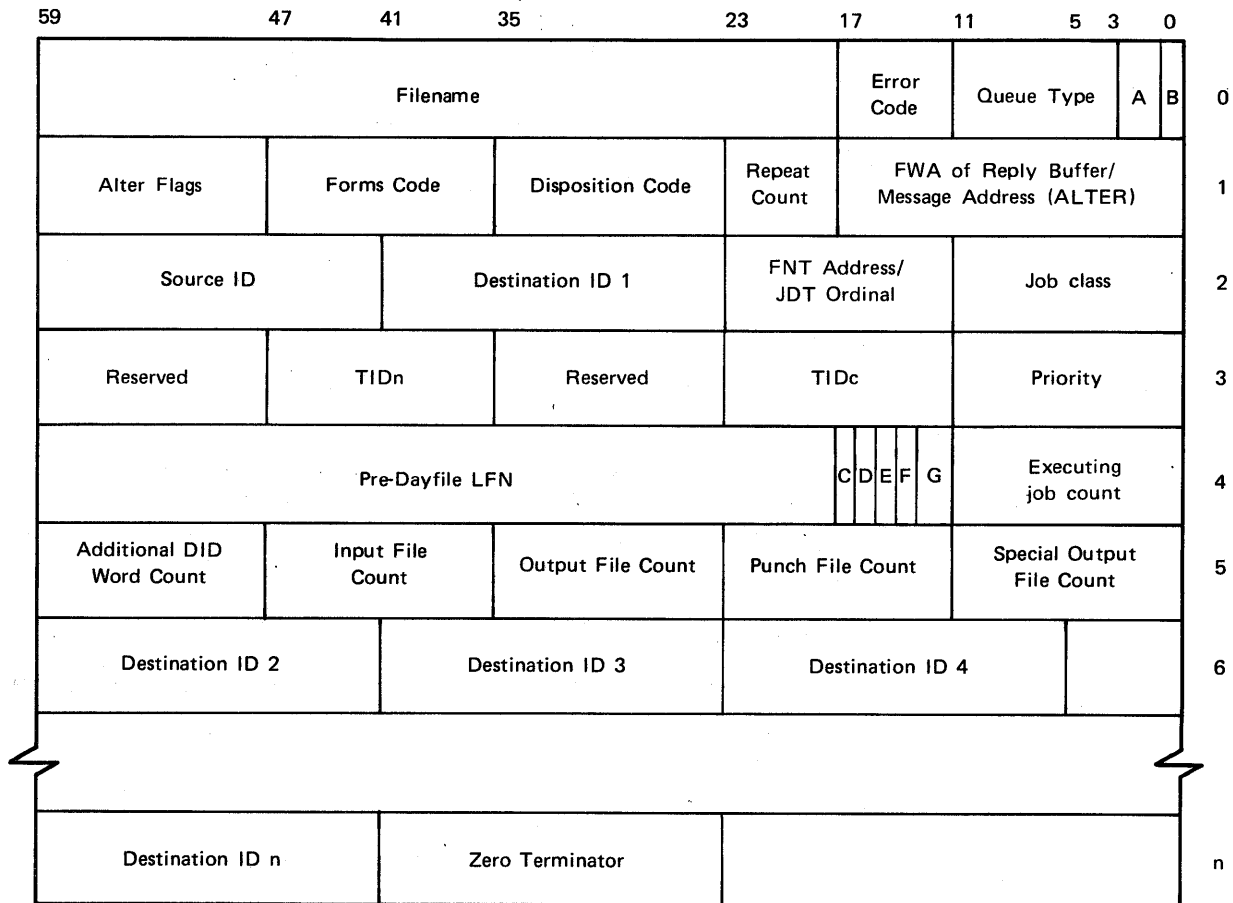 59 47 41 35 23 17 11 5 3 0
Filename Error Code Queue Type A B 0
Alter Flags Forms Code Disposition Code Repeat Count FWA of Reply Buffer/ Message Address (ALTER) 1
Source ID Destination ID 1 FNT Address/ JDT Ordinal Job class 2
Reserved TIDn Reserved TIDc Priority 3
Pre-Dayfile LFN C D E F G Executing job count 4
Additional DID Word Count Input File Count Output File Count Punch File Count Special Output File Count 5
Destination ID 2 Destination ID 3 Destination ID 4 6
Destination ID n Zero Terminator n